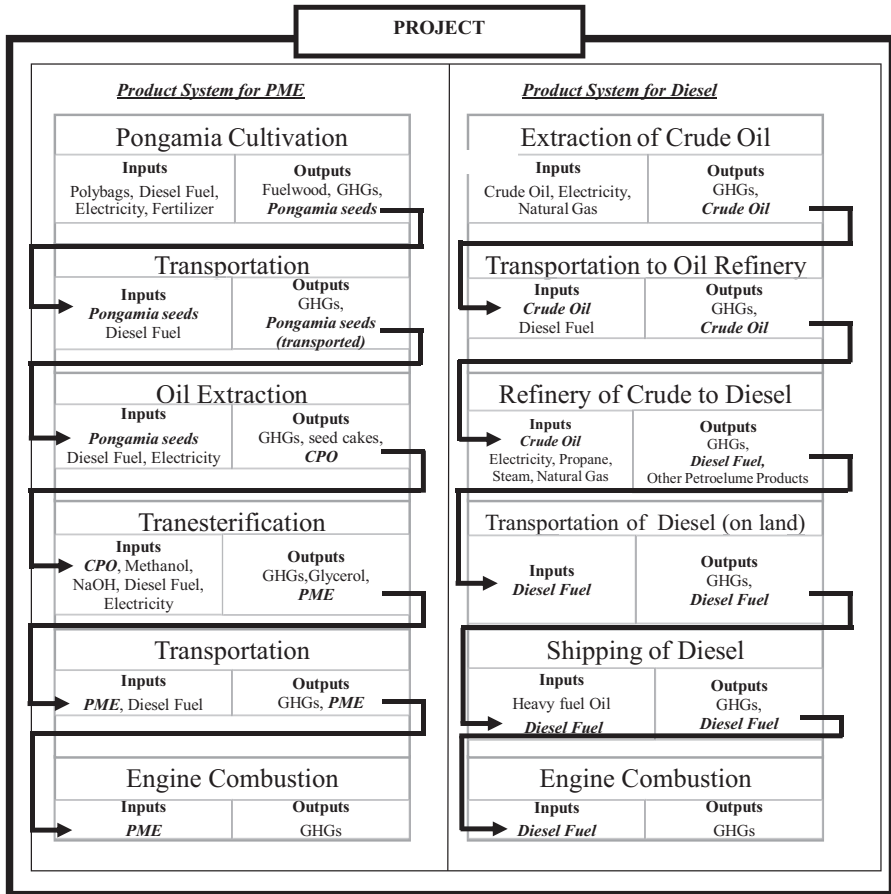 PROJECT
Product System for PME
Pongamia Cultivation
Inputs
Polybags, Diesel Fuel,
Electricity, Fertilizer
Outputs
Fuelwood, GHGs,
Pongamia seeds
Transportation
Inputs
Pongamia seeds
Diesel Fuel
Outputs
GHGs,
Pongamia seeds
(transported)
Oil Extraction
Inputs
Pongamia seeds
Diesel Fuel, Electricity
Outputs
GHGs, seed cakes,
CPO
Tranesterification
Inputs
CPO, Methanol,
NaOH, Diesel Fuel,
Electricity
Outputs
GHGs,Glycerol,
PME
Transportation
Inputs
PME, Diesel Fuel
Outputs
GHGs, PME
Engine Combustion
Inputs
PME
Outputs
GHGs
Product System for Diesel
Extraction of Crude Oil
Inputs
Crude Oil, Electricity,
Natural Gas
Outputs
GHGs,
Crude Oil
Transportation to Oil Refinery
Inputs
Crude Oil
Diesel Fuel
Outputs
GHGs,
Crude Oil
Refinery of Crude to Diesel
Inputs
Crude Oil
Electricity, Propane,
Steam, Natural Gas
Outputs
GHGs,
Diesel Fuel,
Other Petroelume Products
Transportation of Diesel (on land)
Inputs
Diesel Fuel
Outputs
GHGs,
Diesel Fuel
Shipping of Diesel
Inputs
Heavy fuel Oil
Diesel Fuel
Outputs
GHGs,
Diesel Fuel
Engine Combustion
Inputs
Diesel Fuel
Outputs
GHGs